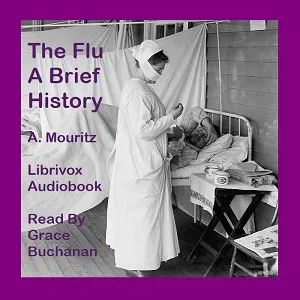 The Flu
A Brief
History
A. Mouritz
Librivox
Audiobook
Read By
Grace
Buchanan